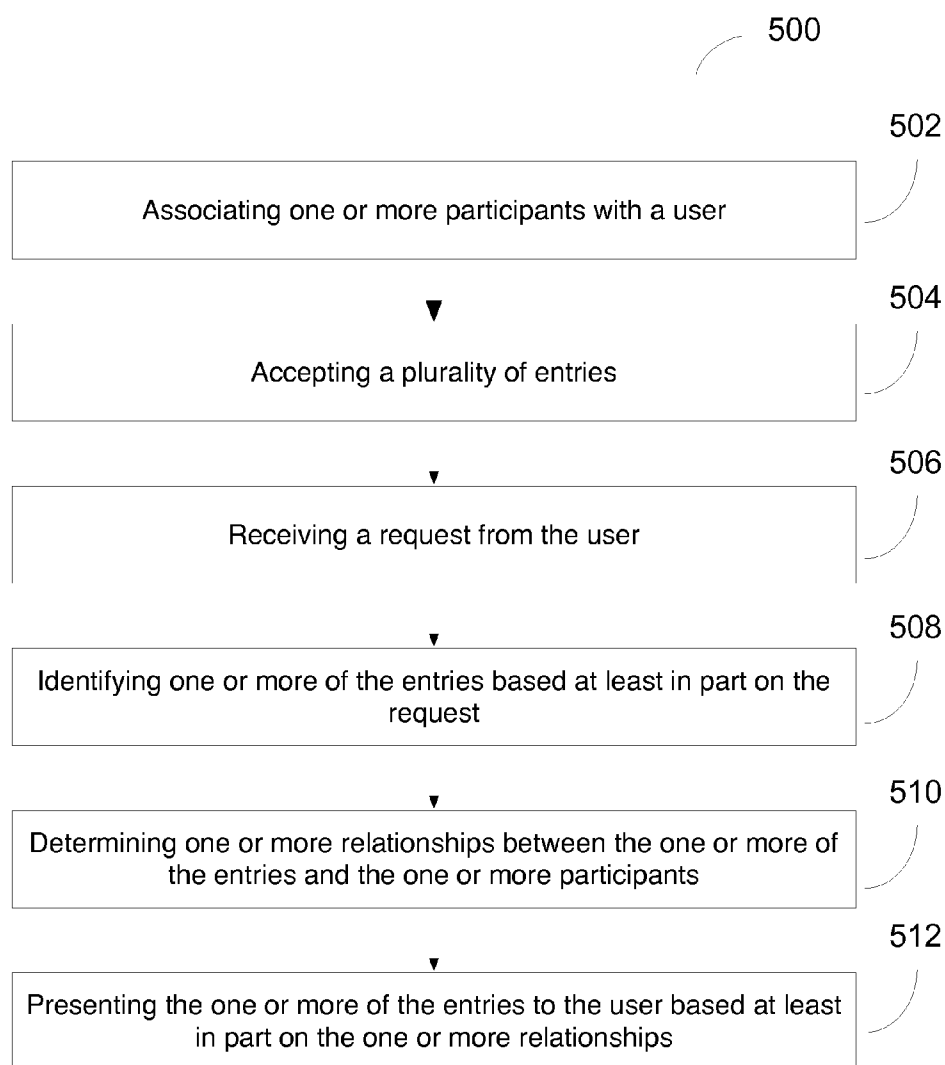 500
502
Associating one or more participants with a user
504
Accepting a plurality of entries
506
Receiving a request from the user
508
Identifying one or more of the entries based at least in part on the
request
510
Determining one or more relationships between the one or more of
the entries and the one or more participants
512
Presenting the one or more of the entries to the user based at least
in part on the one or more relationships